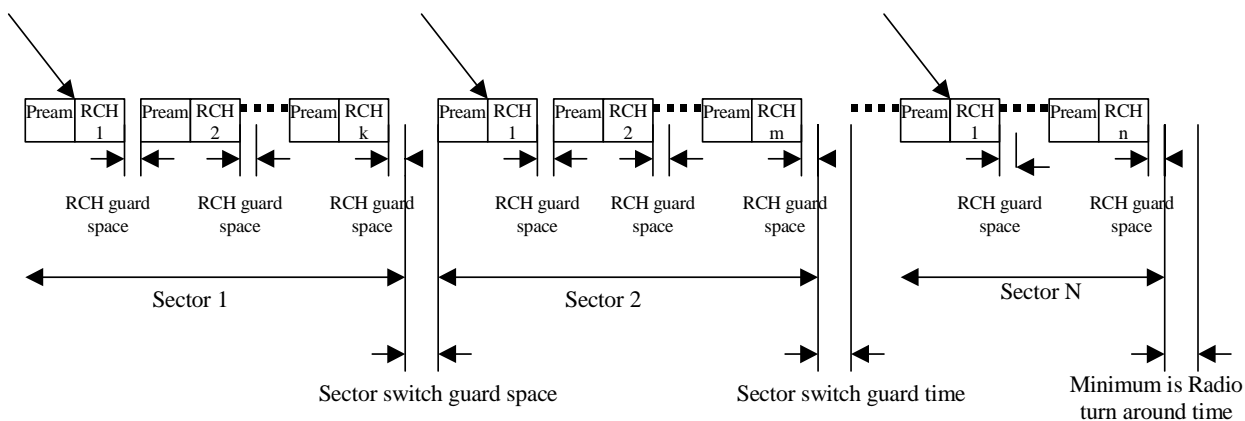 Pream RCH 1 Pream RCH 2 Pream RCH k Pream RCH 1 Pream RCH 2 Pream RCH m Pream RCH 1 Pream RCH n
RCH guard space RCH guard space RCH guard space RCH guard space RCH guard space RCH guard space RCH guard space RCH guard space
Sector 1 Sector 2 Sector N
Sector switch guard space Sector switch guard time Minimum is Radio
turn around time